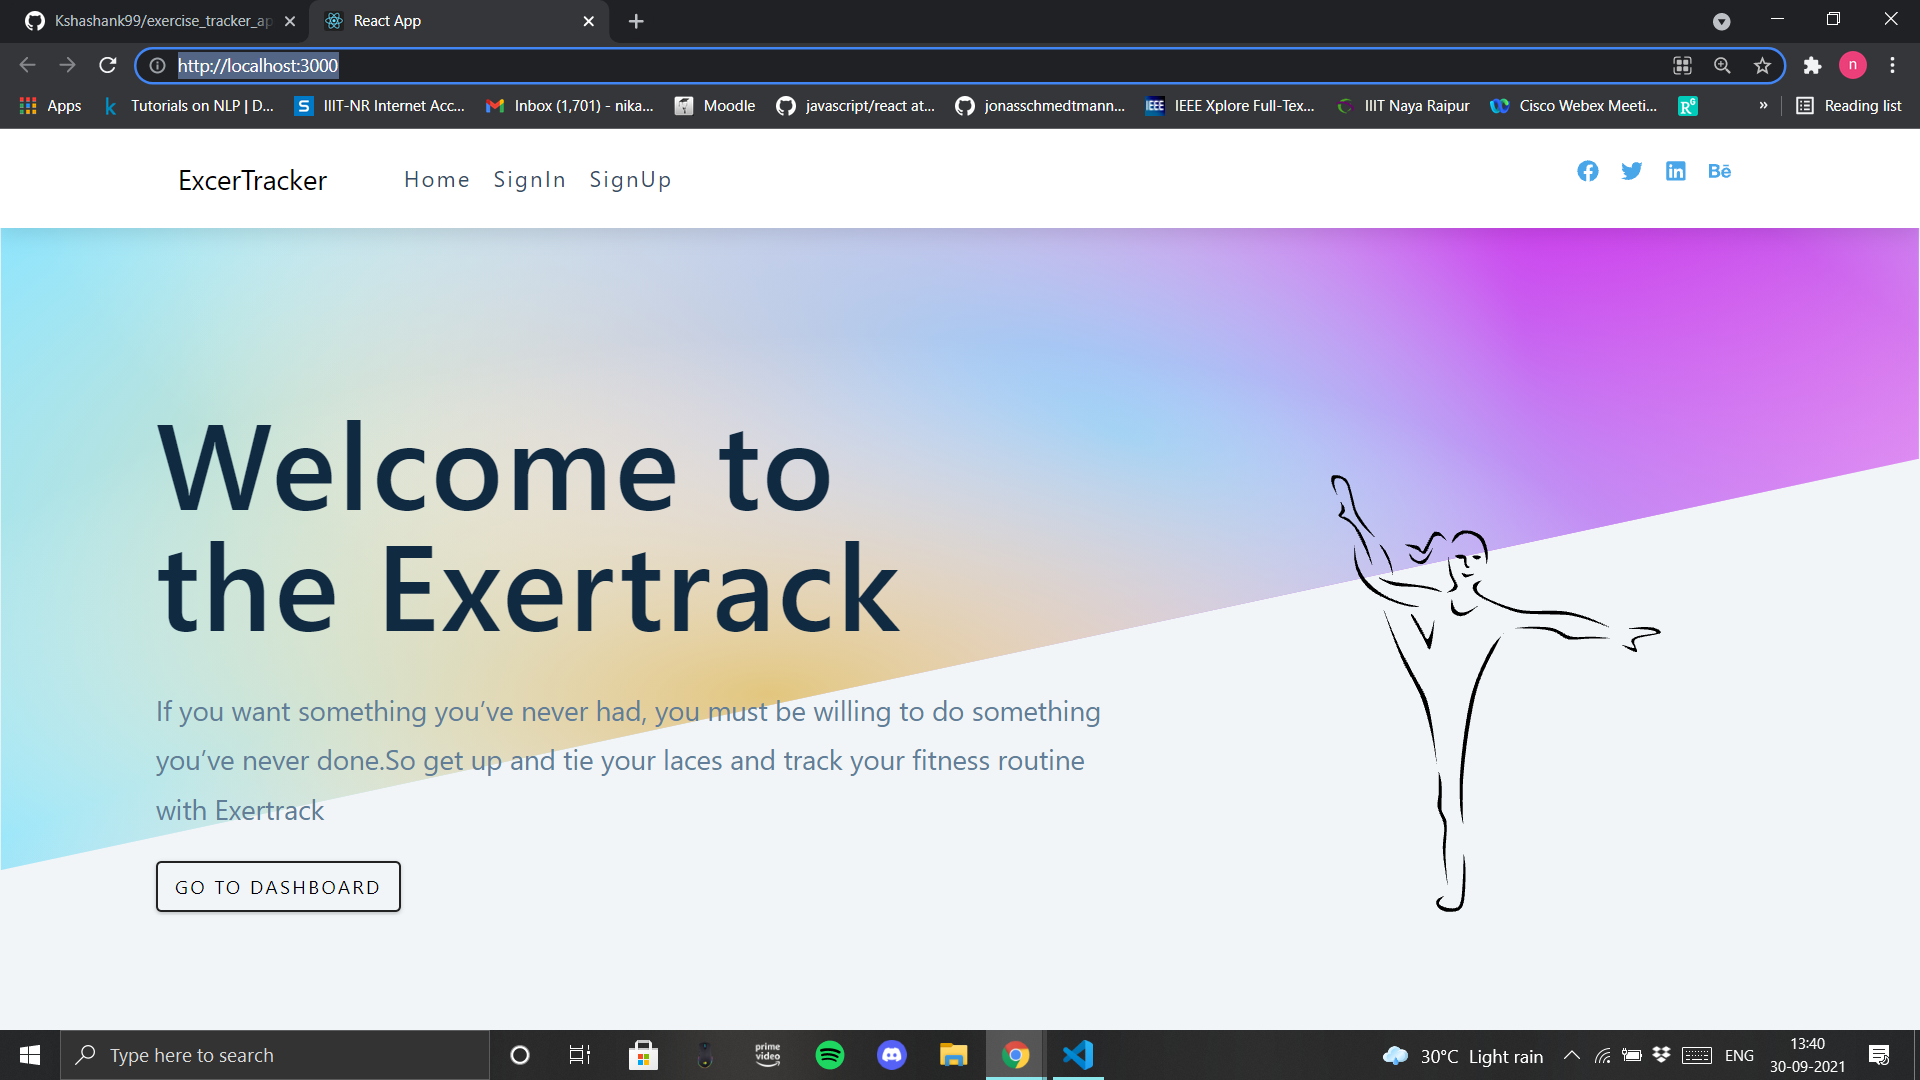 Kshashank99/exercise_tracker_ap
React App
http://localhost:3000
n
Apps
Tutorials on NLP | D...
IIIT-NR Internet Acc...
Inbox (1,701) - nika...
Moodle
javascript/react at...
jonasschmedtmann...
IEEE Xplore Full-Tex...
IIIT Naya Raipur
Cisco Webex Meeti...
»
Reading list
ExcerTracker
Home
SignIn
SignUp
Bē
Welcome to
the Exertrack
If you want something you’ve never had, you must be willing to do something
you’ve never done.So get up and tie your laces and track your fitness routine
with Exertrack
GO TO DASHBOARD
Type here to search
prime
video
30°C Light rain
ENG
13:40
30-09-2021